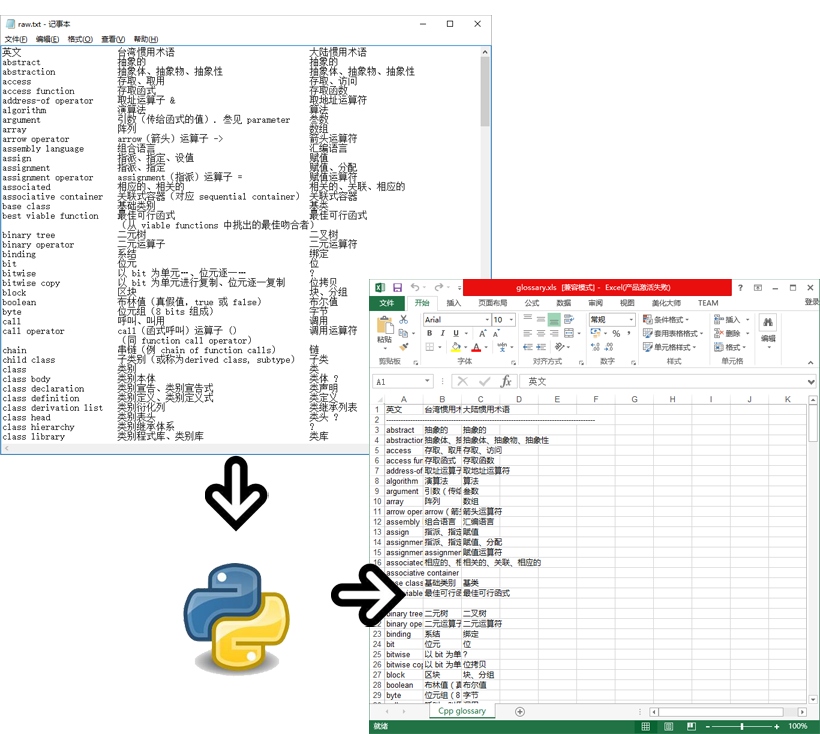 raw.txt - 记事本
文件(F) 编辑(E) 格式(O) 查看(V) 帮助(H)
英文 台湾惯用术语 大陆惯用术语
abstract 抽象的 抽象的
abstraction 抽象体、抽象物、抽象性 抽象体、抽象物、抽象性
access 存取、取用 存取、访问
access function 存取函式 存取函数
address-of operator 取址运算子 & 取地址运算符
algorithm 演算法 算法
argument 引数（传给函式的值）. 叁见 parameter 叁数
array 阵列 数组
arrow operator arrow（箭头）运算子 -> 箭头运算符
assembly language 组合语言 汇编语言
assign 指派、指定、设值 赋值
assignment 指派、指定 赋值、分配
assignment operator assignment（指派）运算子 = 赋值运算符
associated 相应的、相关的 相关的、关联、相应的
associative container 关联式容器（对应 sequential container） 关联式容器
base class 基础类别 基类
best viable function 最佳可行函式 最佳可行函式
（从 viable functions 中挑出的最佳吻合者）
binary tree 二元树 二叉树
binary operator 二元运算子 二元运算符
binding 系结 绑定
bit 位元 位
bitwise 以 bit 为单元…、位元逐一… ?
bitwise copy 以 bit 为单元进行复制、位元逐一复制 位拷贝
block 区块 块、分组
boolean 布林值（真假值, true 或 false） 布尔值
byte 位元组（8 bits 组成） 字节
call 呼叫、叫用 调用
call operator call（函式呼叫）运算子 () 调用运算符
（同 function call operator）
chain 串链（例 chain of function calls） 链
child class 子类别（或称为derived class, subtype） 子类
class 类别 类
class body 类别本体 类体 ?
class declaration 类别宣告、类别宣告式 类声明
class definition 类别定义、类别定义式 类定义
class derivation list 类别衍化列 类继承列表
class head 类别表头 类头 ?
class hierarchy 类别继承体系 ?
class library 类别程式库、类别库 类库
glossary.xls [兼容模式] - Excel(产品激活失败)
文件 开始 插入 页面布局 公式 数据 审阅 视图 美化大师 TEAM 登录
粘贴 Arial 10 常规 条件格式 插入
B I U % 套用表格格式 删除 编辑
单元格样式 格式
剪贴板 字体 对齐方式 数字 样式 单元格
A1 fx 英文
A B C D E F G H I J K
1 英文 台湾惯用术 大陆惯用术语
2 --------
3 abstract 抽象的 抽象的
4 abstraction 抽象体、抽 抽象体、抽象物、抽象性
5 access 存取、取用 存取、访问
6 access fun 存取函式 存取函数
7 address-of 取址运算子 取地址运算符
8 algorithm 演算法 算法
9 argument 引数（传给 叁数
10 array 阵列 数组
11 arrow oper arrow（箭头 箭头运算符
12 assembly 组合语言 汇编语言
13 assign 指派、指定 赋值
14 assignmen 指派、指定 赋值、分配
15 assignmen assignmen 赋值运算符
16 associated 相应的、相 相关的、关联、相应的
associative container
base class 基础类别 基类
viable 最佳可行函 最佳可行函式
binary tree 二元树 二叉树
binary ope 二元运算子 二元运算符
23 binding 系结 绑定
24 bit 位元 位
25 bitwise 以 bit 为单 ?
26 bitwise cop 以 bit 为单 位拷贝
27 block 区块 块、分组
28 boolean 布林值（真 布尔值
29 byte 位元组（8 字节
Cpp glossary
就绪 100%